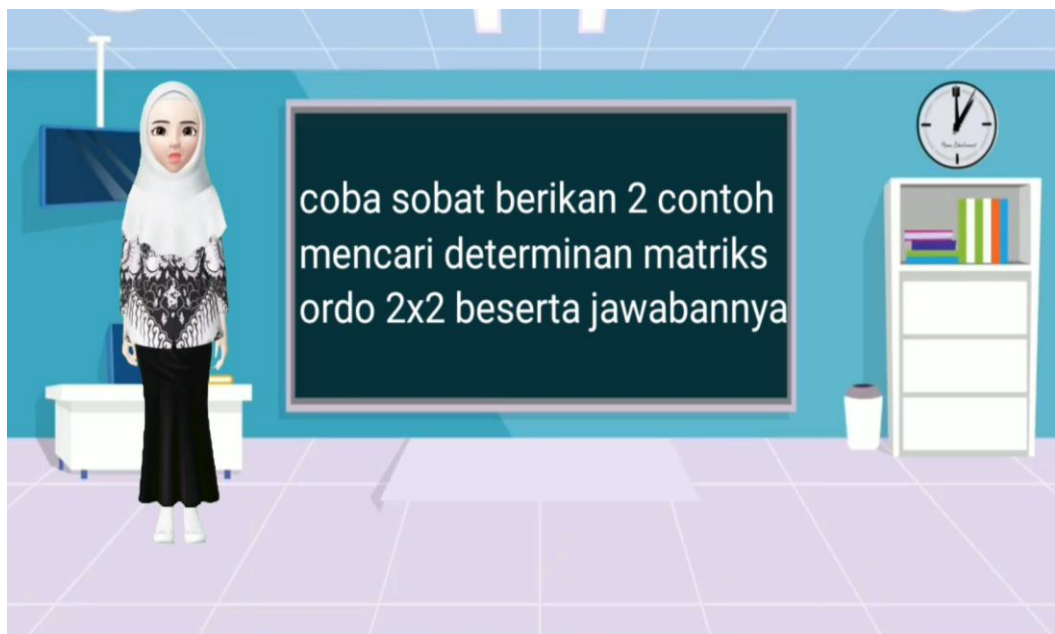 coba sobat berikan 2 contoh
mencari determinan matriks
ordo 2x2 beserta jawabannya